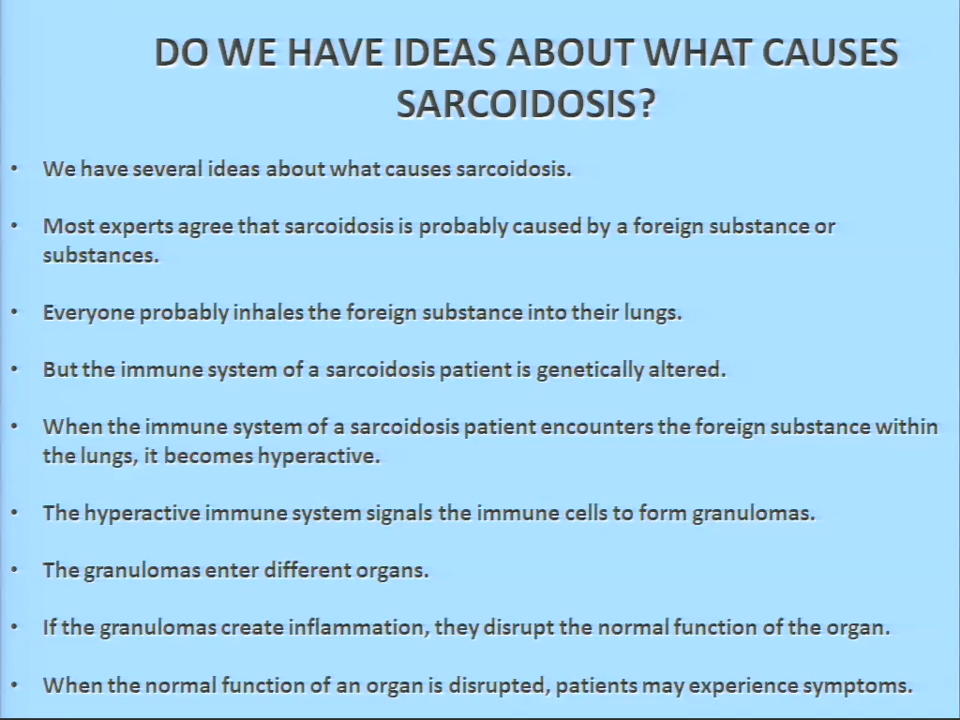 DO WE HAVE IDEAS ABOUT WHAT CAUSES
SARCOIDOSIS?
• We have several ideas about what causes sarcoidosis.
• Most experts agree that sarcoidosis is probably caused by a foreign substance or
substances.
• Everyone probably inhales the foreign substance into their lungs.
• But the immune system of a sarcoidosis patient is genetically altered.
• When the immune system of a sarcoidosis patient encounters the foreign substance within
the lungs, it becomes hyperactive.
• The hyperactive immune system signals the immune cells to form granulomas.
• The granulomas enter different organs.
• If the granulomas create inflammation, they disrupt the normal function of the organ.
• When the normal function of an organ is disrupted, patients may experience symptoms.